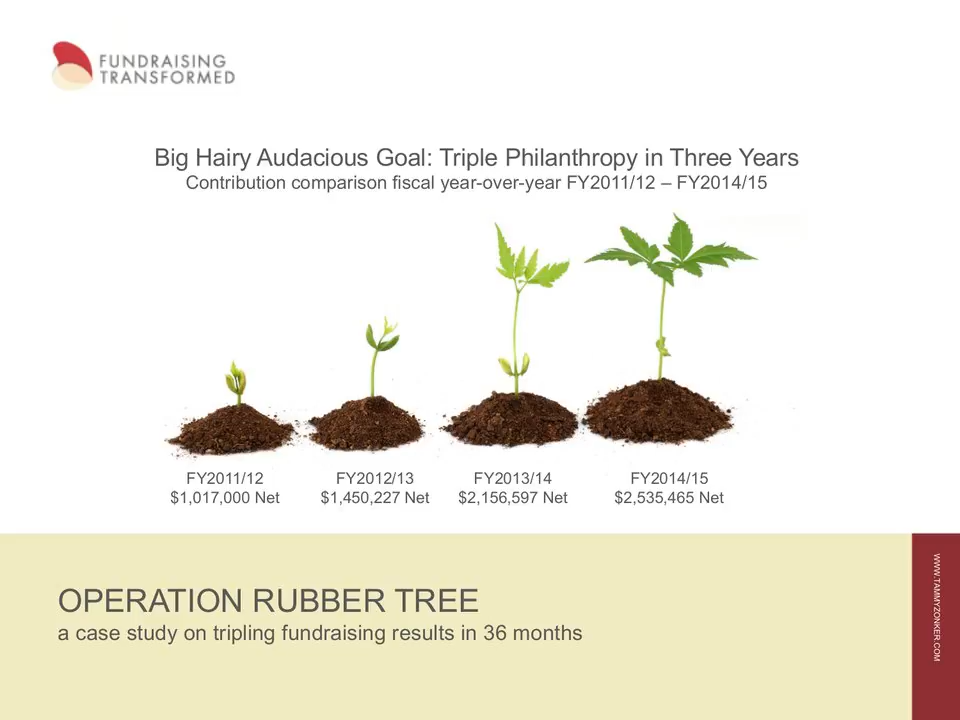 FUNDRAISING
TRANSFORMED
Big Hairy Audacious Goal: Triple Philanthropy in Three Years
Contribution comparison fiscal year-over-year FY2011/12 – FY2014/15
FY2011/12
$1,017,000 Net
FY2012/13
$1,450,227 Net
FY2013/14
$2,156,597 Net
FY2014/15
$2,535,465 Net
OPERATION RUBBER TREE
a case study on tripling fundraising results in 36 months
WWW.TAMMYZONKER.COM